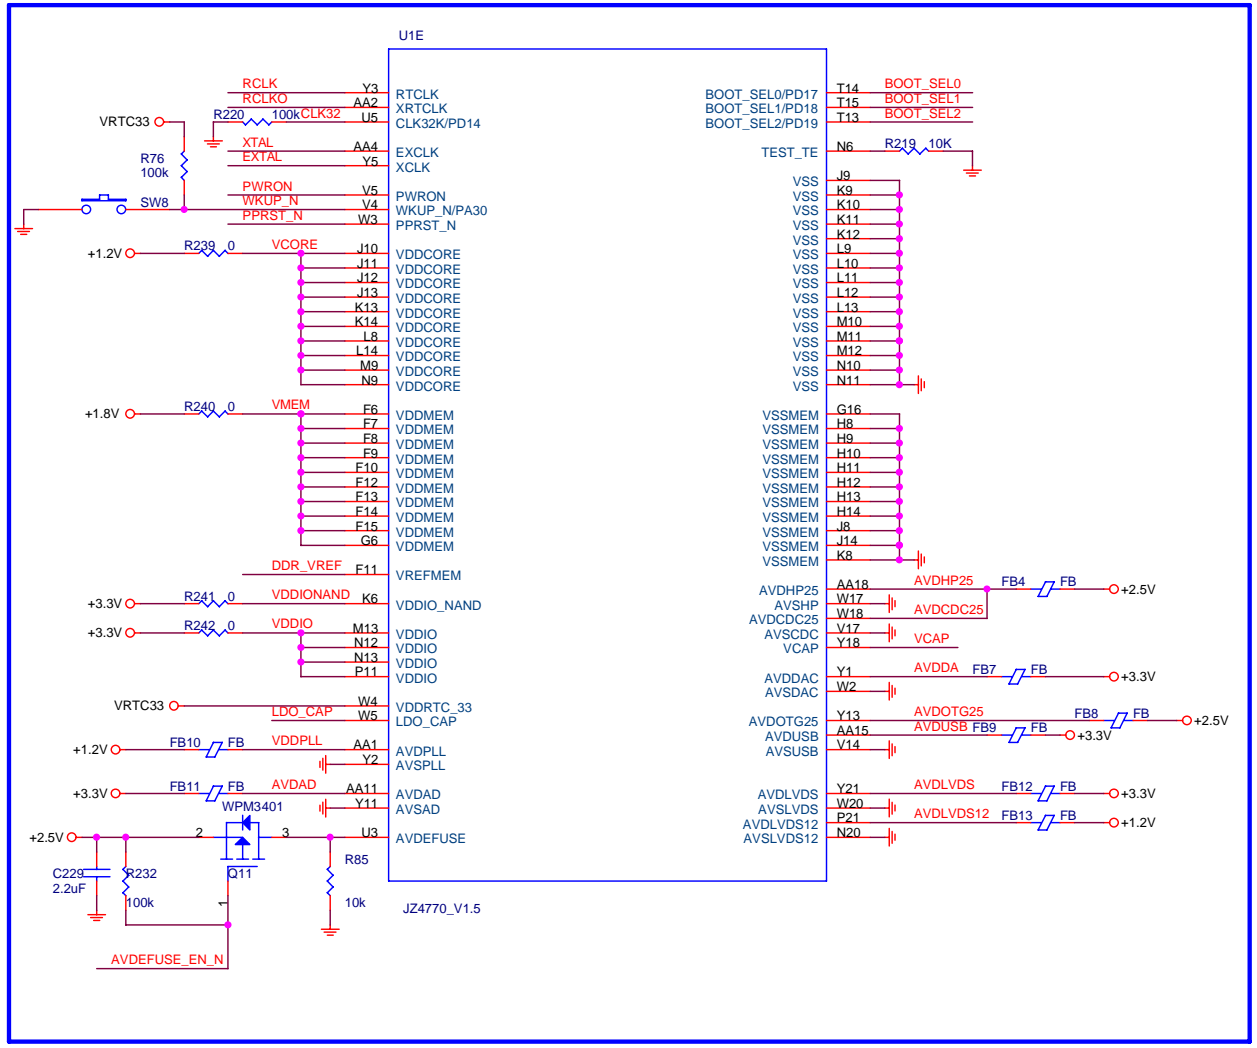 U1E
RCLK Y3 RTCLK
RCLKO AA2 XRTCLK
R220 100k CLK32 U5 CLK32K/PD14
VRTC33
XTAL AA4 EXCLK
EXTAL Y5 XCLK
R76
100k
PWRON V5 PWRON
SW8 WKUP_N V4 WKUP_N/PA30
PPRST_N W3 PPRST_N
+1.2V R239 0 VCORE J10 VDDCORE
J11 VDDCORE
J12 VDDCORE
J13 VDDCORE
K13 VDDCORE
K14 VDDCORE
L8 VDDCORE
L14 VDDCORE
M9 VDDCORE
N9 VDDCORE
+1.8V R240 0 VMEM F6 VDDMEM
F7 VDDMEM
F8 VDDMEM
F9 VDDMEM
F10 VDDMEM
F12 VDDMEM
F13 VDDMEM
F14 VDDMEM
F15 VDDMEM
G6 VDDMEM
DDR_VREF F11 VREFMEM
+3.3V R241 0 VDDIONAND K6 VDDIO_NAND
+3.3V R242 0 VDDIO M13 VDDIO
N12 VDDIO
N13 VDDIO
P11 VDDIO
VRTC33 W4 VDDRTC_33
LDO_CAP W5 LDO_CAP
+1.2V FB10 FB VDDPLL AA1 AVDPLL
Y2 AVSPLL
+3.3V FB11 FB AVDAD AA11 AVDAD
Y11 AVSAD
WPM3401
+2.5V 2 3 U3 AVDEFUSE
R85
C229 R232 Q11
2.2uF 100k 1 10k
AVDEFUSE_EN_N
BOOT_SEL0/PD17 T14 BOOT_SEL0
BOOT_SEL1/PD18 T15 BOOT_SEL1
BOOT_SEL2/PD19 T13 BOOT_SEL2
TEST_TE N6 R219 10K
VSS J9
VSS K9
VSS K10
VSS K11
VSS K12
VSS L9
VSS L10
VSS L11
VSS L12
VSS L13
VSS M10
VSS M11
VSS M12
VSS N10
VSS N11
VSSMEM G16
VSSMEM H8
VSSMEM H9
VSSMEM H10
VSSMEM H11
VSSMEM H12
VSSMEM H13
VSSMEM H14
VSSMEM J8
VSSMEM J14
VSSMEM K8
AVDHP25 AA18 AVDHP25 FB4 FB +2.5V
AVSHP W17
AVDCDC25 W18 AVDCDC25
AVSCDC V17
VCAP Y18 VCAP
AVDDAC Y1 AVDDA FB7 FB +3.3V
AVSDAC W2
AVDOTG25 Y13 AVDOTG25 FB8 FB +2.5V
AVDUSB AA15 AVDUSB FB9 FB +3.3V
AVSUSB V14
AVDLVDS Y21 AVDLVDS FB12 FB +3.3V
AVSLVDS W20
AVDLVDS12 P21 AVDLVDS12 FB13 FB +1.2V
AVSLVDS12 N20
JZ4770_V1.5